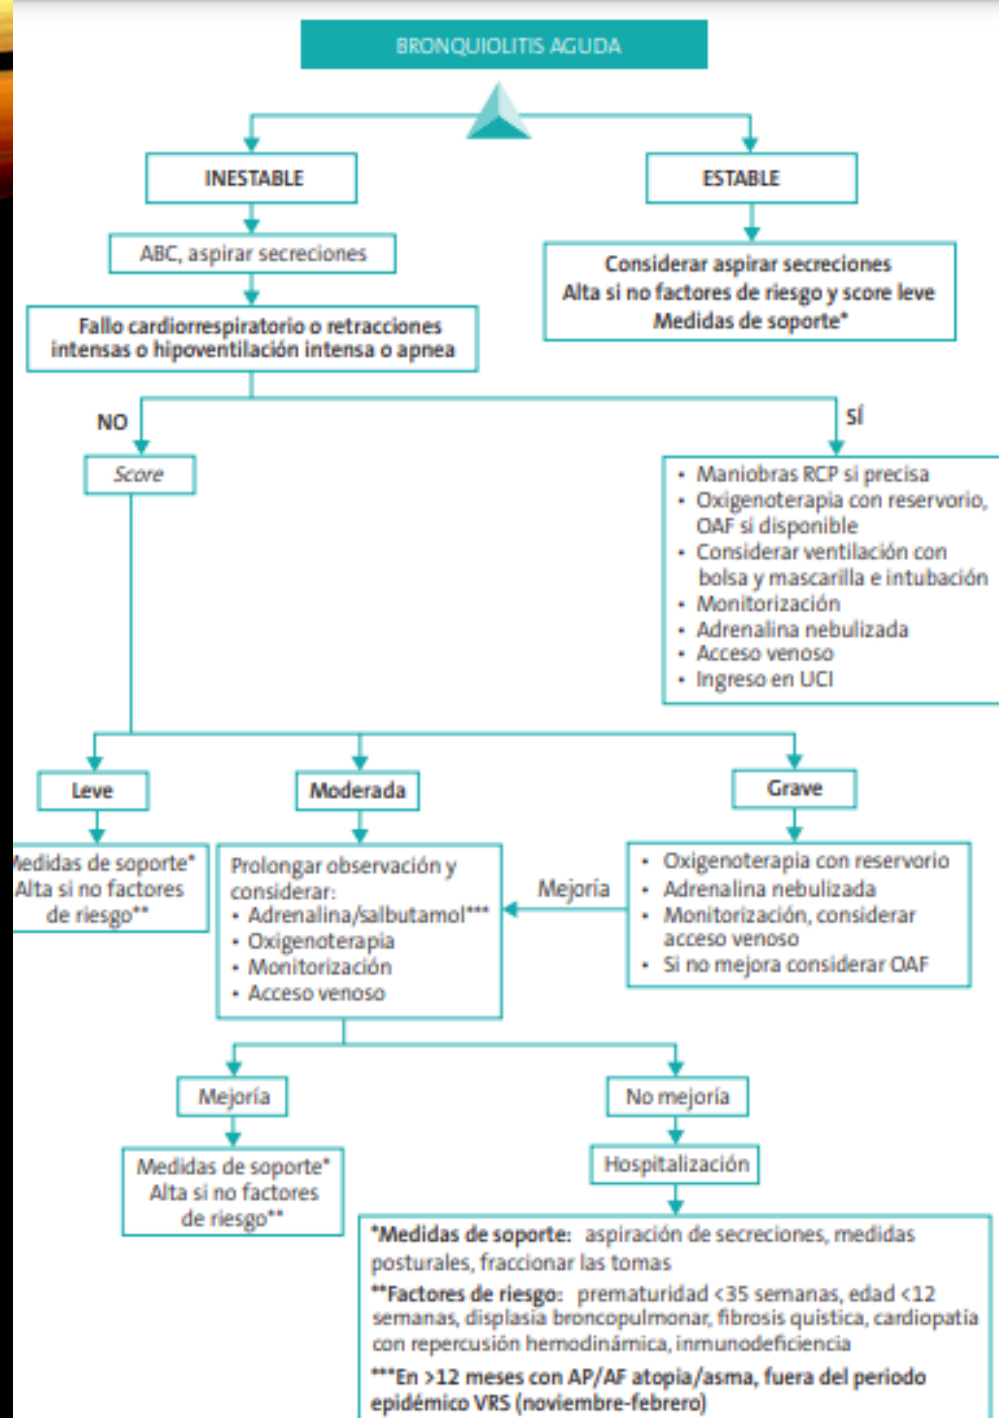 BRONQUIOLITIS AGUDA
INESTABLE
ABC, aspirar secreciones
Fallo cardiorrespiratorio o retracciones
intensas o hipoventilación intensa o apnea
ESTABLE
Considerar aspirar secreciones
Alta si no factores de riesgo y score leve
Medidas de soporte*
NO
Score
SÍ
• Maniobras RCP si precisa
• Oxigenoterapia con reservorio,
OAF si disponible
• Considerar ventilación con
bolsa y mascarilla e intubación
• Monitorización
• Adrenalina nebulizada
• Acceso venoso
• Ingreso en UCI
Leve
Medidas de soporte*
Alta si no factores
de riesgo**
Moderada
Prolongar observación y
considerar:
• Adrenalina/salbutamol***
• Oxigenoterapia
• Monitorización
• Acceso venoso
Mejoría
Grave
• Oxigenoterapia con reservorio
• Adrenalina nebulizada
• Monitorización, considerar
acceso venoso
• Si no mejora considerar OAF
Mejoría
Medidas de soporte*
Alta si no factores
de riesgo**
No mejoría
Hospitalización
*Medidas de soporte: aspiración de secreciones, medidas
posturales, fraccionar las tomas
**Factores de riesgo: prematuridad <35 semanas, edad <12
semanas, displasia broncopulmonar, fibrosis quística, cardiopatía
con repercusión hemodinámica, inmunodeficiencia
***En >12 meses con AP/AF atopia/asma, fuera del periodo
epidémico VRS (noviembre-febrero)